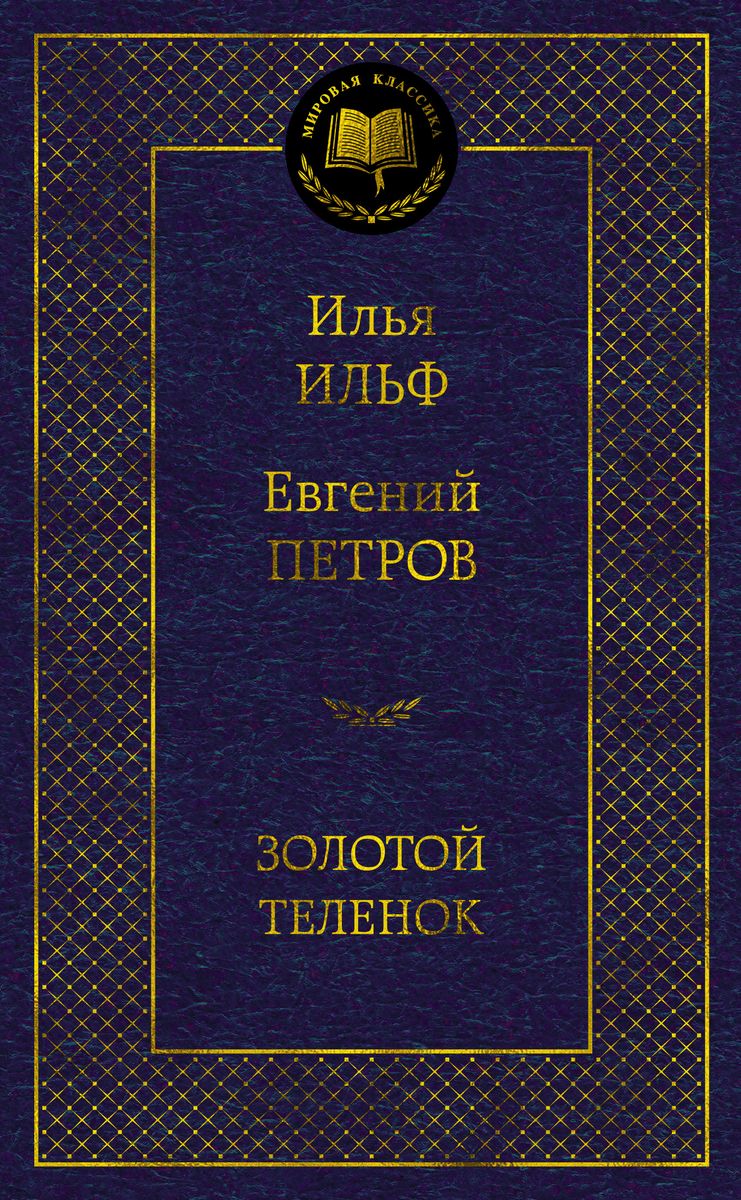 МИРОВАЯ КЛАССИКА
Илья
ИЛЬФ
Евгений
ПЕТРОВ
ЗОЛОТОЙ
ТЕЛЕНОК